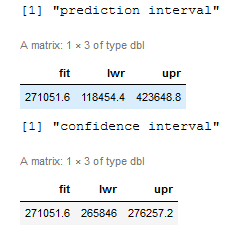 [1] "prediction interval"
A matrix: 1 × 3 of type dbl
fit lwr upr
271051.6 118454.4 423648.8
[1] "confidence interval"
A matrix: 1 × 3 of type dbl
fit lwr upr
271051.6 265846 276257.2